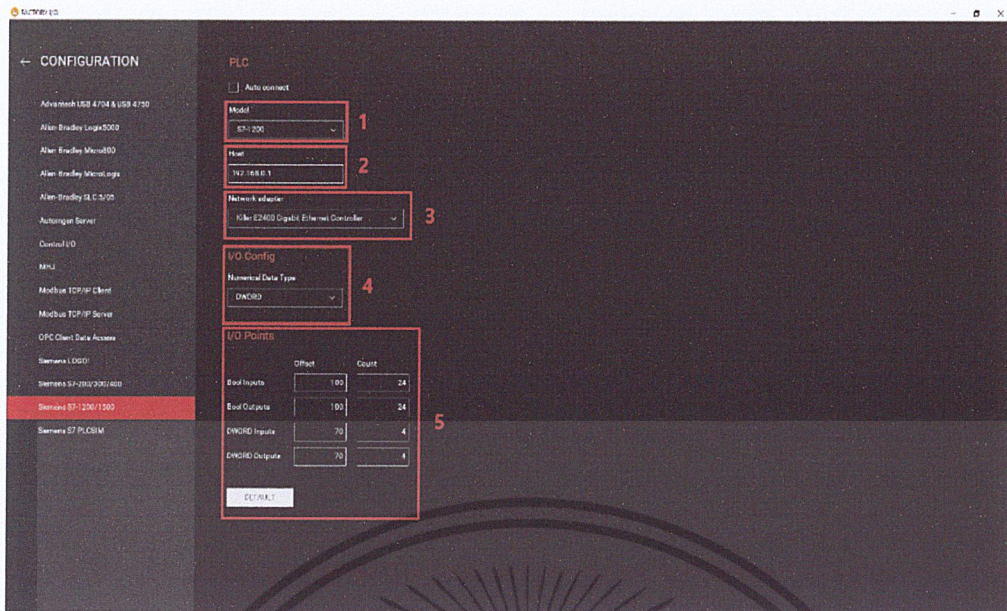 FACTORY I/O
← CONFIGURATION
Advantech USB 4704 & USB 4750
Allen-Bradley Logix5000
Allen-Bradley Micro800
Allen-Bradley MicroLogix
Allen-Bradley SLC 5/05
Automgen Server
Control I/O
MHJ
Modbus TCP/IP Client
Modbus TCP/IP Server
OPC Client Data Access
Siemens LOGO!
Siemens S7-200/300/400
Siemens S7-1200/1500
Siemens S7 PLCSIM
PLC
Auto connect
Model
S7-1200
1
Host
192.168.0.1
2
Network adapter
Killer E2400 Gigabit Ethernet Controller
3
I/O Config
Numerical Data Type
DWORD
4
I/O Points
Offset Count
Bool Inputs 100 24
Bool Outputs 100 24
DWORD Inputs 70 4
DWORD Outputs 70 4
5
DEFAULT